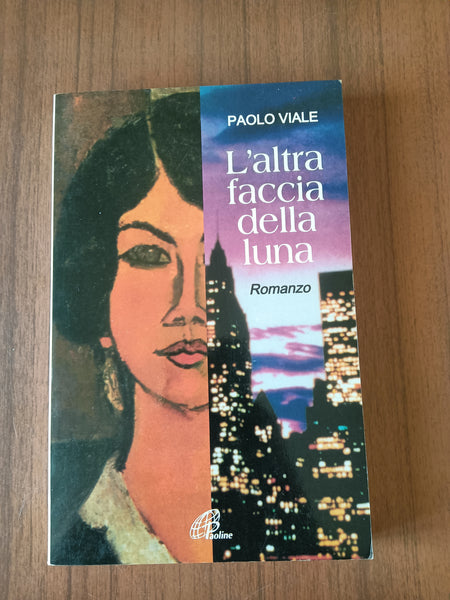 PAOLO VIALE
L'altra
faccia
della
luna
Romanzo
Paoline